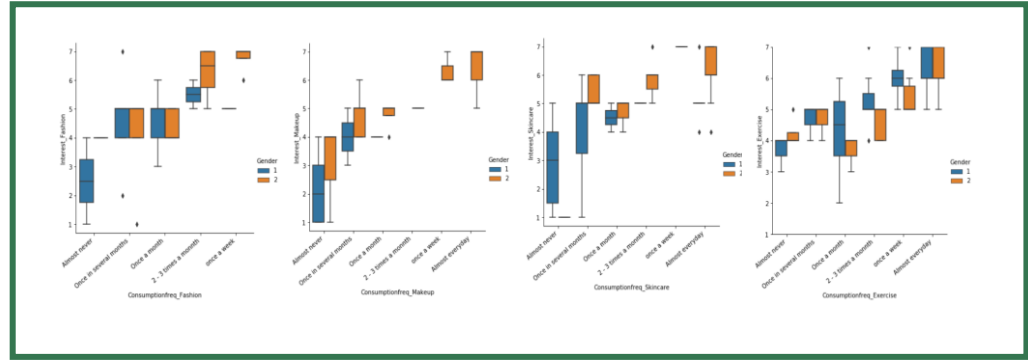 7
6
5
4
3
2
1
Interest_Fashion
Gender
1
2
Almost never
Once in several months
Once a month
2 - 3 times a monnth
once a week
Consumptionfreq_Fashion
7
6
5
4
3
2
1
Interest_Makeup
Gender
1
2
Almost never
Once in several months
Once a month
2 - 3 times a monnth
once a week
Almost everyday
Consumptionfreq_Makeup
7
6
5
4
3
2
1
Interest_Skincare
Gender
1
2
Almost never
Once in several months
Once a month
2 - 3 times a monnth
once a week
Almost everyday
Consumptionfreq_Skincare
7
6
5
4
3
2
1
Interest_Exercise
Gender
1
2
Almost never
Once in several months
Once a month
2 - 3 times a monnth
once a week
Almost everyday
Consumptionfreq_Exercise